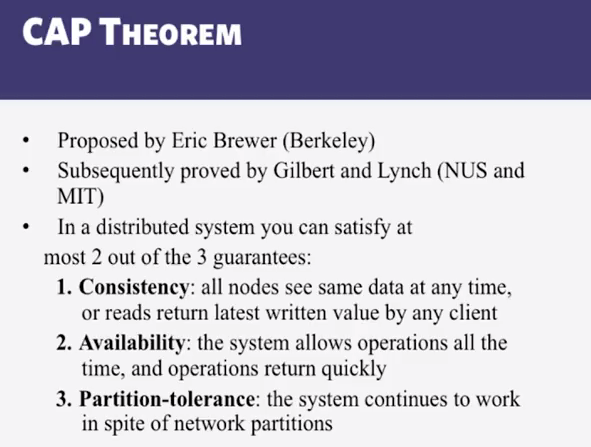 CAP THEOREM
• Proposed by Eric Brewer (Berkeley)
• Subsequently proved by Gilbert and Lynch (NUS and
MIT)
• In a distributed system you can satisfy at
most 2 out of the 3 guarantees:
1. Consistency: all nodes see same data at any time,
or reads return latest written value by any client
2. Availability: the system allows operations all the
time, and operations return quickly
3. Partition-tolerance: the system continues to work
in spite of network partitions